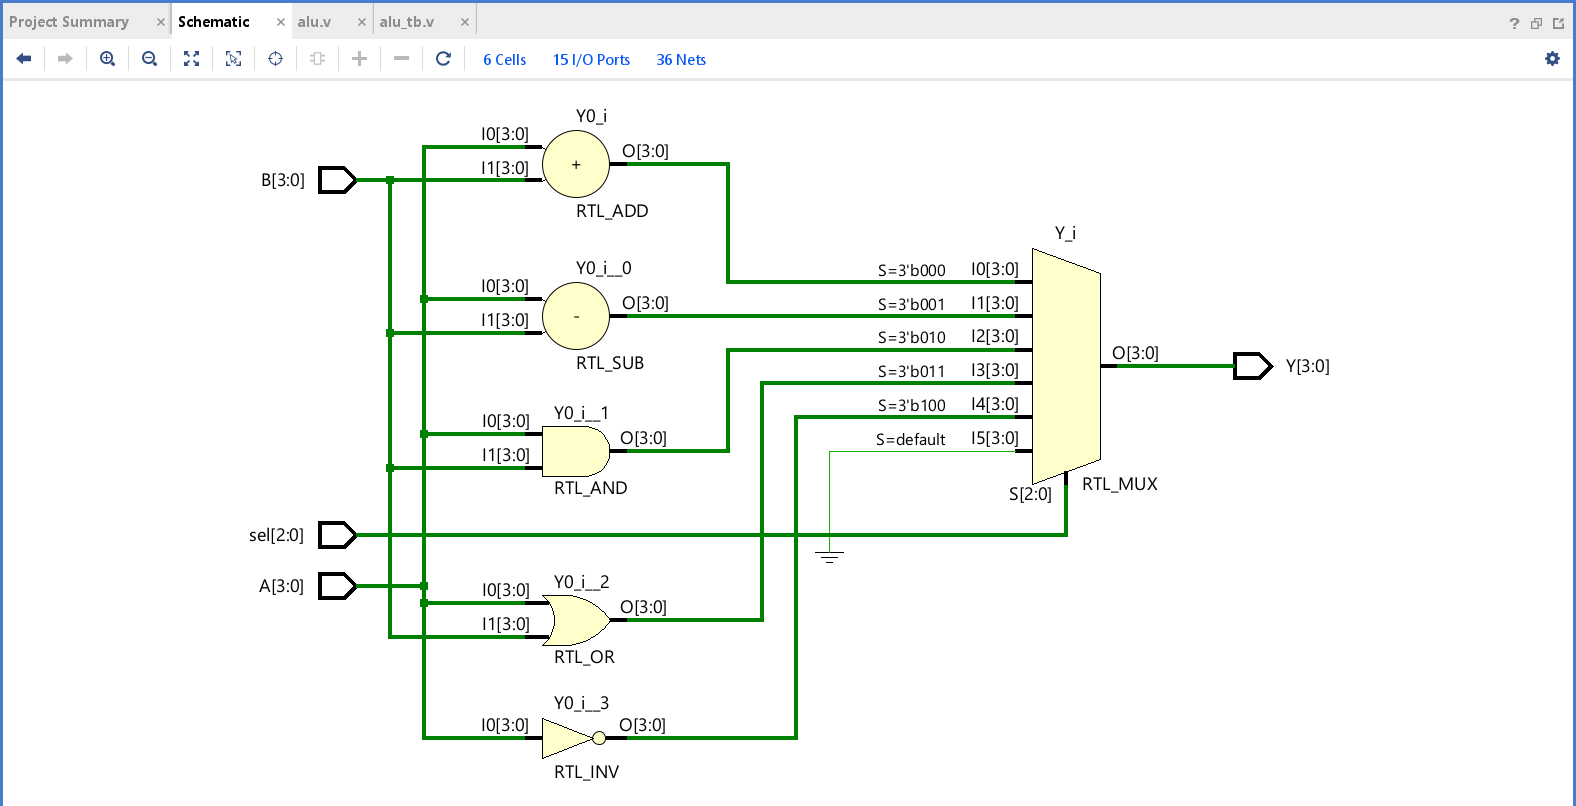 Project Summary × Schematic × alu.v × alu_tb.v ×
?
6 Cells 15 I/O Ports 36 Nets
Y0_i
I0[3:0]
I1[3:0]
+
O[3:0]
RTL_ADD
B[3:0]
Y0_i__0
I0[3:0]
I1[3:0]
-
O[3:0]
RTL_SUB
Y0_i__1
I0[3:0]
I1[3:0]
O[3:0]
RTL_AND
sel[2:0]
A[3:0]
Y0_i__2
I0[3:0]
I1[3:0]
O[3:0]
RTL_OR
Y0_i__3
I0[3:0]
O[3:0]
RTL_INV
Y_i
S=3'b000 I0[3:0]
S=3'b001 I1[3:0]
S=3'b010 I2[3:0]
S=3'b011 I3[3:0]
S=3'b100 I4[3:0]
S=default I5[3:0]
S[2:0]
RTL_MUX
O[3:0]
Y[3:0]